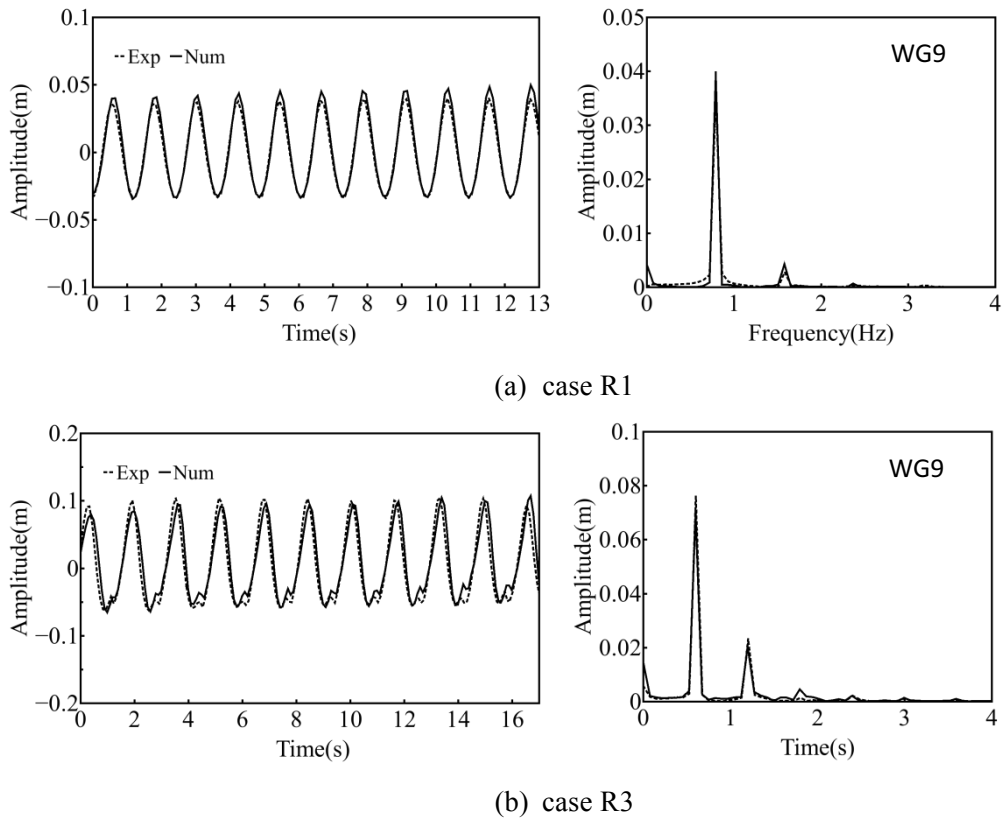 0.1
0.05
0
−0.05
−0.1
Amplitude(m)
Exp Num
0 1 2 3 4 5 6 7 8 9 10 11 12 13
Time(s)
0.05
0.04
0.03
0.02
0.01
0
Amplitude(m)
WG9
0 1 2 3 4
Frequency(Hz)
(a) case R1
0.2
0.1
0
−0.1
−0.2
Amplitude(m)
Exp Num
0 2 4 6 8 10 12 14 16
Time(s)
0.1
0.08
0.06
0.04
0.02
0
Amplitude(m)
WG9
0 1 2 3 4
Time(s)
(b) case R3